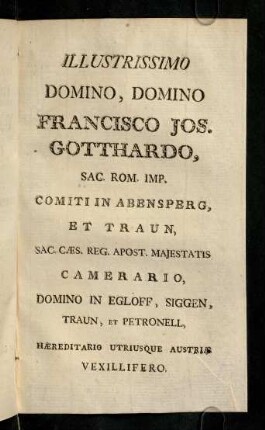 ILLUSTRISSIMO
DOMINO, DOMINO
FRANCISCO JOS.
GOTTHARDO,
SAC. ROM. IMP.
COMITI IN ABENSPERG,
ET TRAUN,
SAC. CÆS. REG. APOST. MAJESTATIS
CAMERARIO,
DOMINO IN EGLOFF, SIGGEN,
TRAUN, ET PETRONELL,
HÆREDITARIO UTRIUSQUE AUSTRIÆ
VEXILLIFERO.